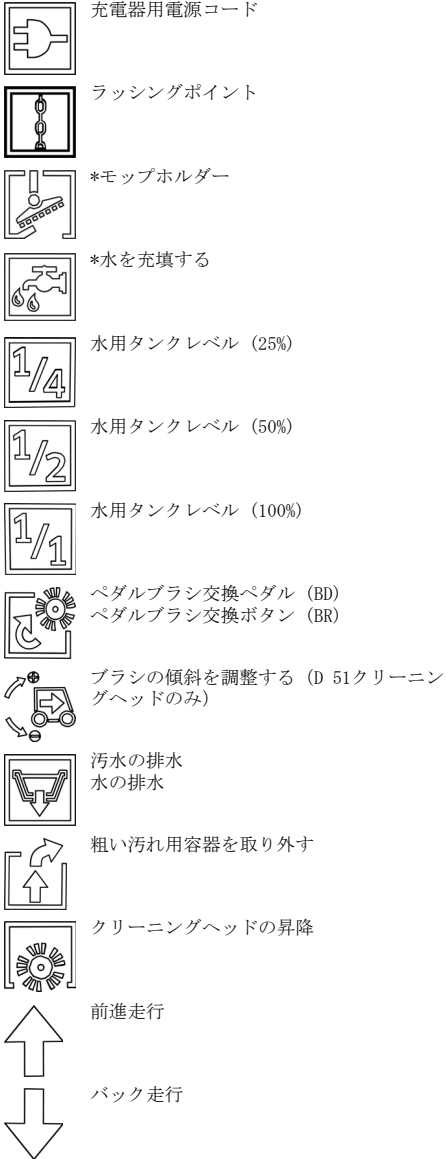 充電器用電源コード
ラッシングポイント
*モップホルダー
*水を充填する
1/4
水用タンクレベル (25%)
1/2
水用タンクレベル (50%)
1/1
水用タンクレベル (100%)
ペダルブラシ交換ペダル (BD)
ペダルブラシ交換ボタン (BR)
ブラシの傾斜を調整する (D 51クリーニン
グヘッドのみ)
汚水の排水
水の排水
粗い汚れ用容器を取り外す
クリーニングヘッドの昇降
前進走行
バック走行